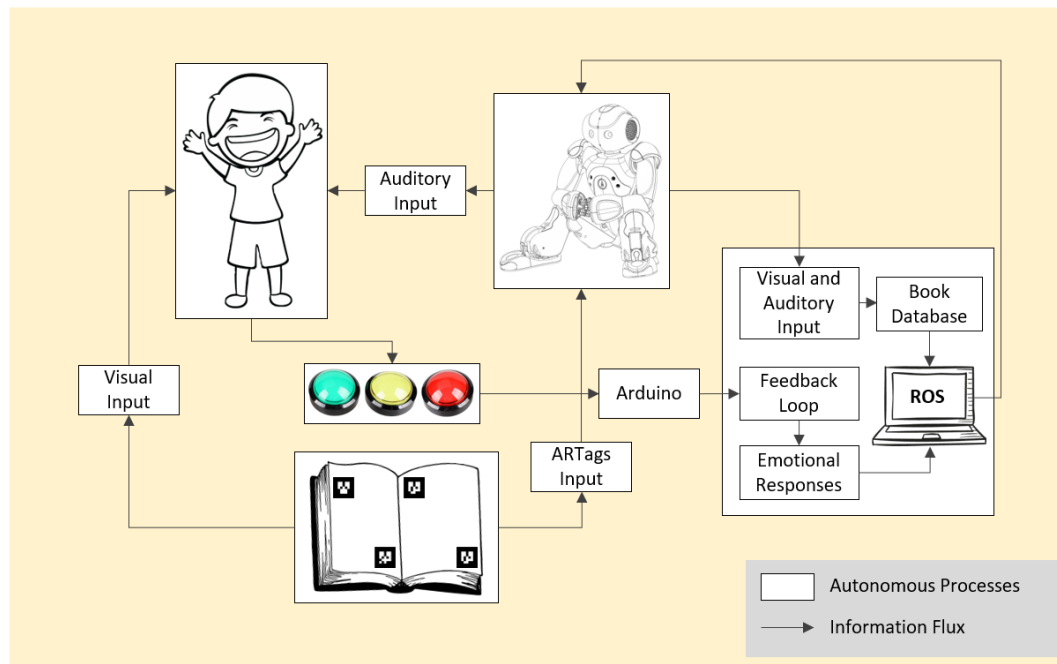 Auditory
Input
Visual and
Auditory
Input
Book
Database
Visual
Input
Arduino
Feedback
Loop
ROS
ARTags
Input
Emotional
Responses
Autonomous Processes
Information Flux